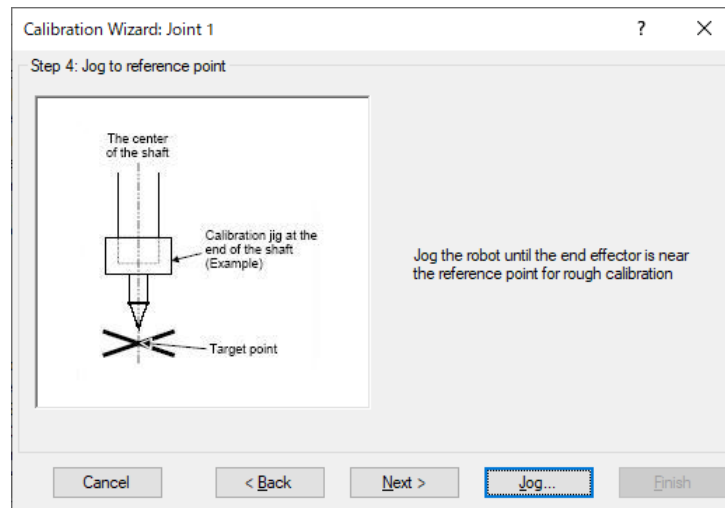 Calibration Wizard: Joint 1
?
Step 4: Jog to reference point
The center
of the shaft
Calibration jig at the
end of the shaft
(Example)
Target point
Jog the robot until the end effector is near
the reference point for rough calibration
Cancel
< Back
Next >
Jog...
Finish